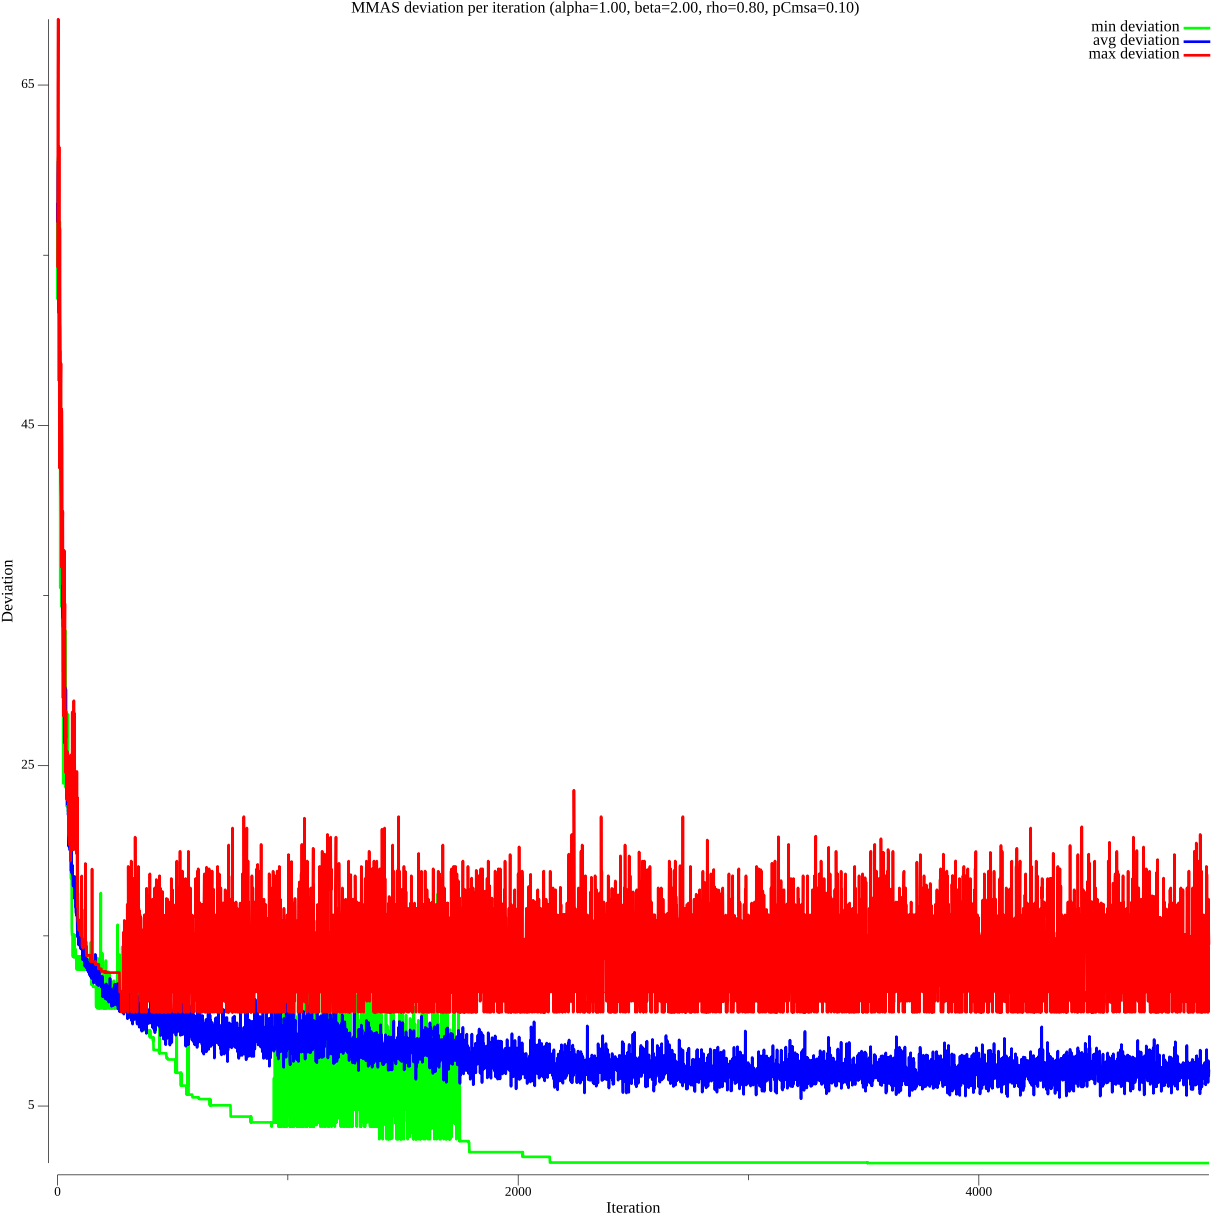 MMAS deviation per iteration (alpha=1.00, beta=2.00, rho=0.80, pCmsa=0.10)
min deviation
avg deviation
max deviation
65
45
25
5
Deviation
0
2000
4000
Iteration